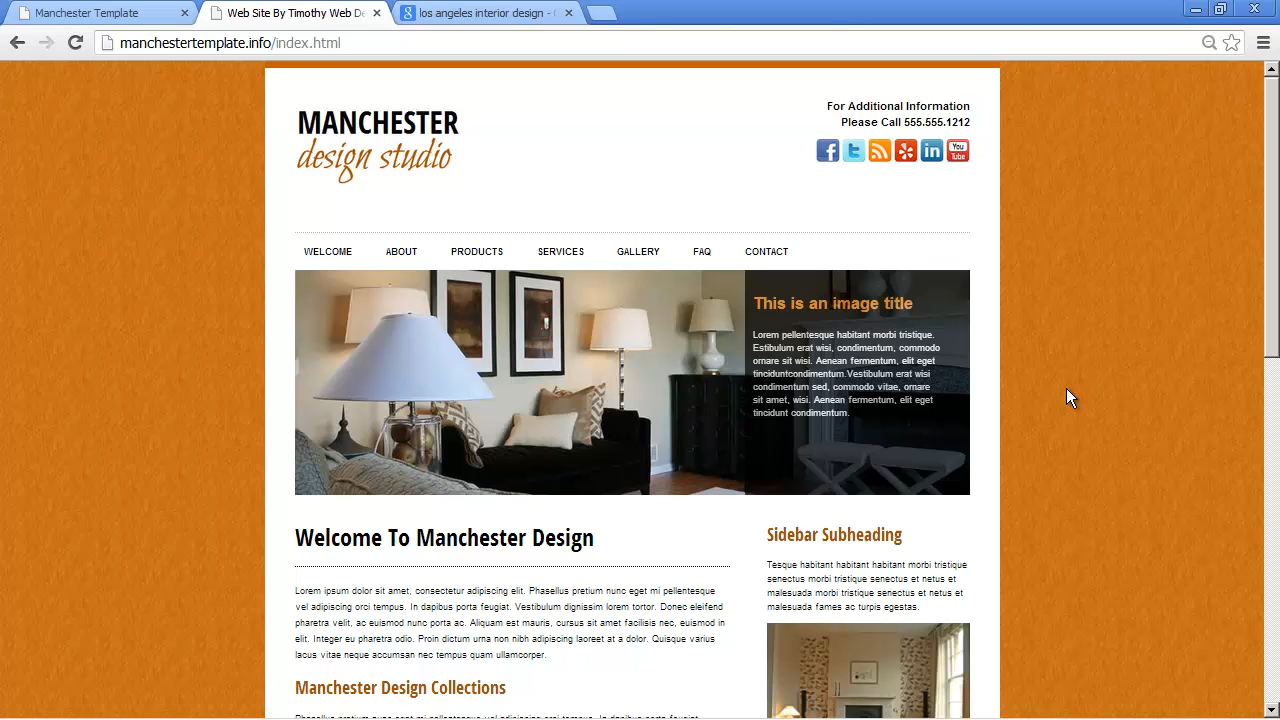 Manchester Template
Web Site By Timothy Web De
los angeles interior design -
manchestertemplate.info/index.html
MANCHESTER
design studio
For Additional Information
Please Call 555.555.1212
You
Tube
WELCOME ABOUT PRODUCTS SERVICES GALLERY FAQ CONTACT
This is an image title
Lorem pellentesque habitant morbi tristique.
Estibulum erat wisi, condimentum, commodo
ornare sit wisi. Aenean fermentum, elit eget
tinciduntcondimentum.Vestibulum erat wisi
condimentum sed, commodo vitae, ornare
sit amet, wisi. Aenean fermentum, elit eget
tincidunt condimentum.
Welcome To Manchester Design
Lorem ipsum dolor sit amet, consectetur adipiscing elit. Phasellus pretium nunc eget mi pellentesque
vel adipiscing orci tempus. In dapibus porta feugiat. Vestibulum dignissim lorem tortor. Donec eleifend
pharetra velit, ac euismod nunc porta ac. Aliquam est mauris, cursus sit amet facilisis nec, euismod in
elit. Integer eu pharetra odio. Proin dictum urna non nibh adipiscing laoreet at a dolor. Quisque varius
lacus vitae neque accumsan nec tempus quam ullamcorper.
Manchester Design Collections
Sidebar Subheading
Tesque habitant habitant habitant morbi tristique
senectus morbi tristique senectus et netus et
malesuada morbi tristique senectus et netus et
malesuada fames ac turpis egestas.